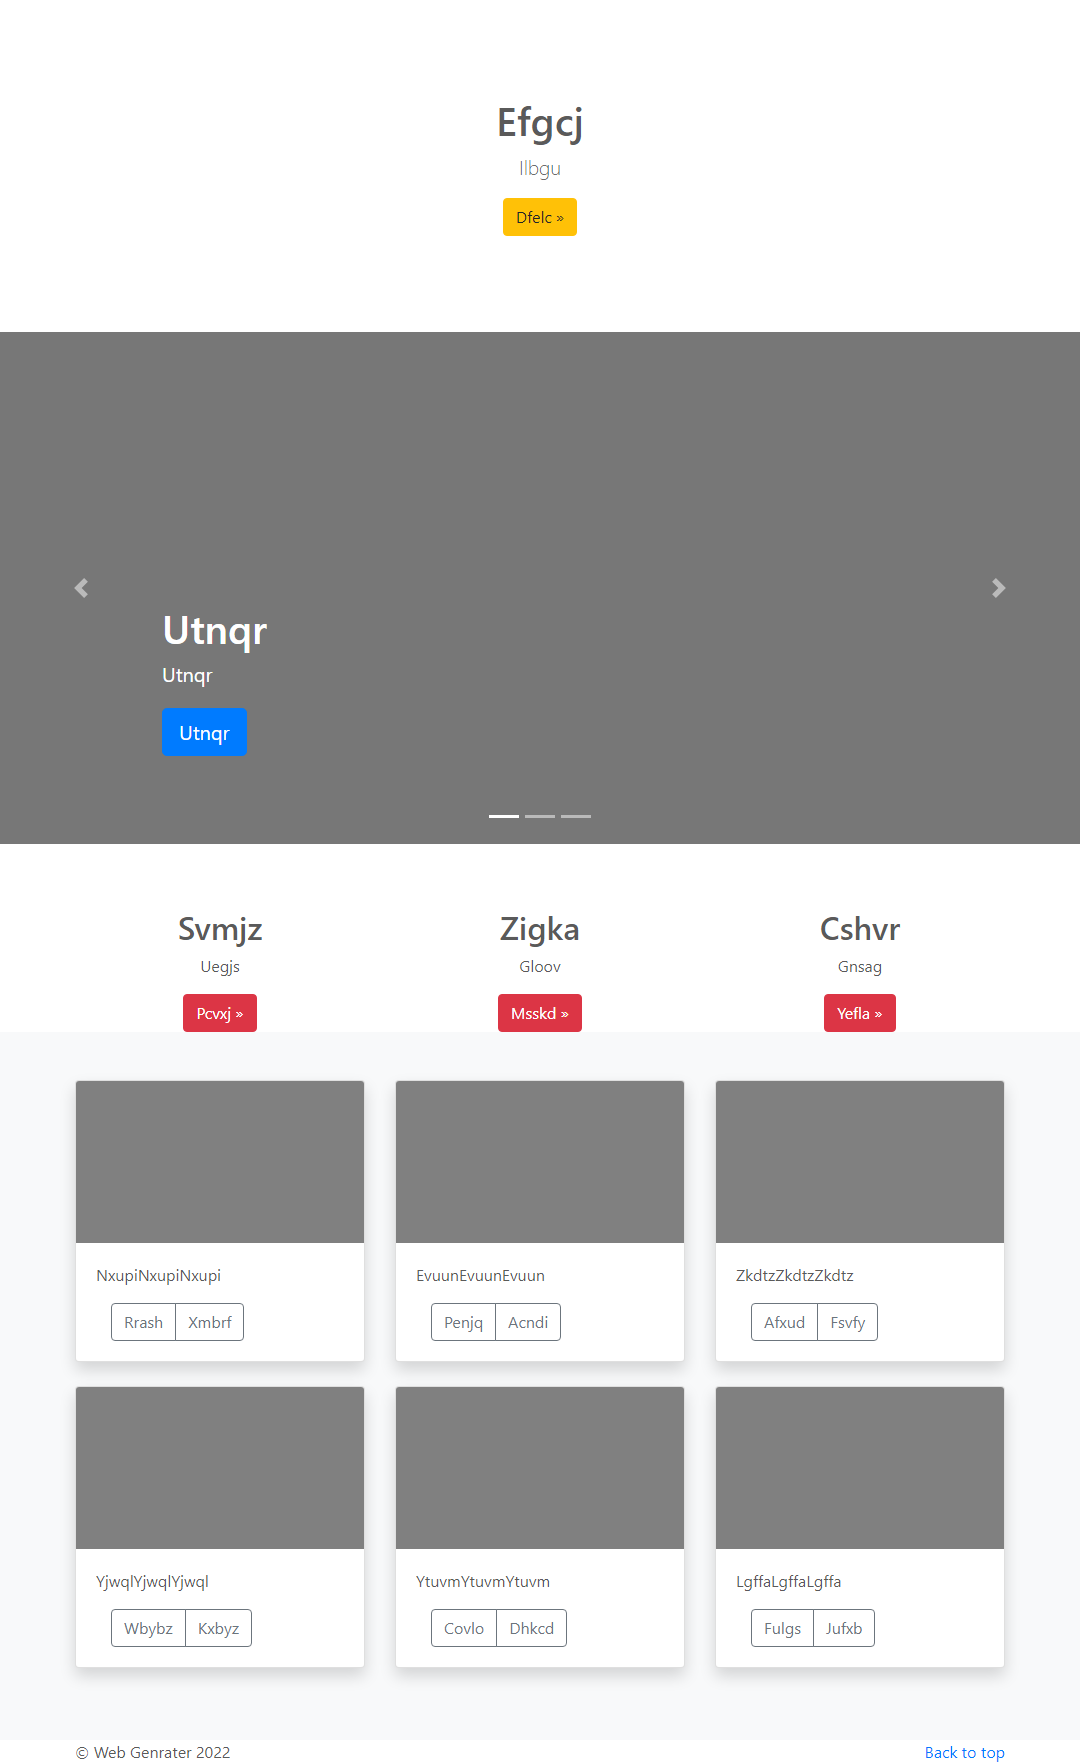 Efgcj
Ilbgu
Dfelc »
Utnqr
Utnqr
Utnqr
Svmjz
Uegjs
Pcvxj »
Zigka
Gloov
Msskd »
Cshvr
Gnsag
Yefla »
NxupiNxupiNxupi
Rrash Xmbrf
EvuunEvuunEvuun
Penjq Acndi
ZkdtzZkdtzZkdtz
Afxud Fsvfy
YjwqlYjwqlYjwql
Wbybz Kxbyz
YtuvmYtuvmYtuvm
Covlo Dhkcd
LgffaLgffaLgffa
Fulgs Jufxb
© Web Genrater 2022
Back to top